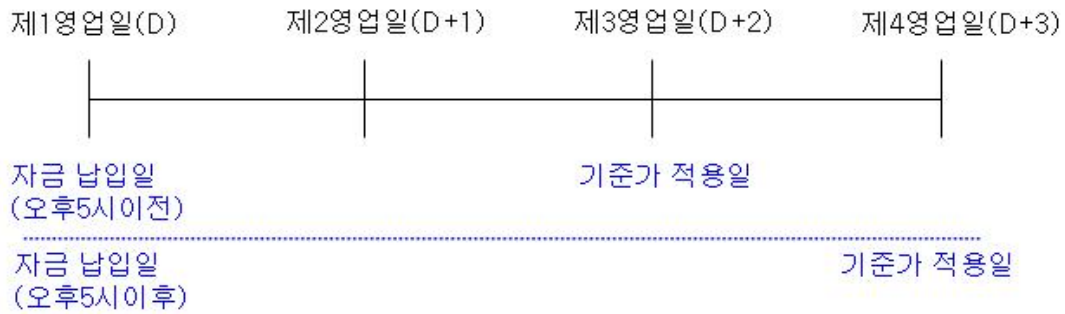 제1영업일(D) 제2영업일(D+1) 제3영업일(D+2) 제4영업일(D+3)
자금 납입일 기준가 적용일
(오후5시이전)
자금 납입일 기준가 적용일
(오후5시이후)